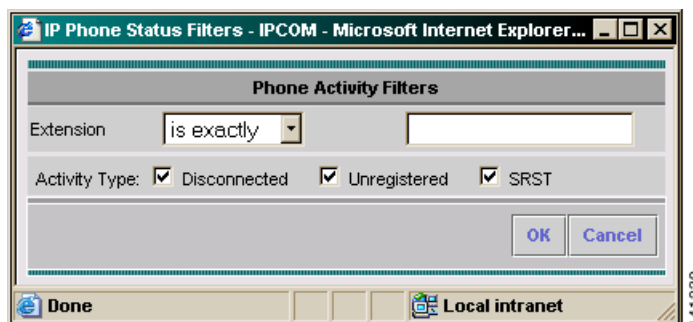 IP Phone Status Filters - IPCOM - Microsoft Internet Explorer...
Phone Activity Filters
Extension is exactly
Activity Type: Disconnected Unregistered SRST
OK Cancel
Done Local intranet